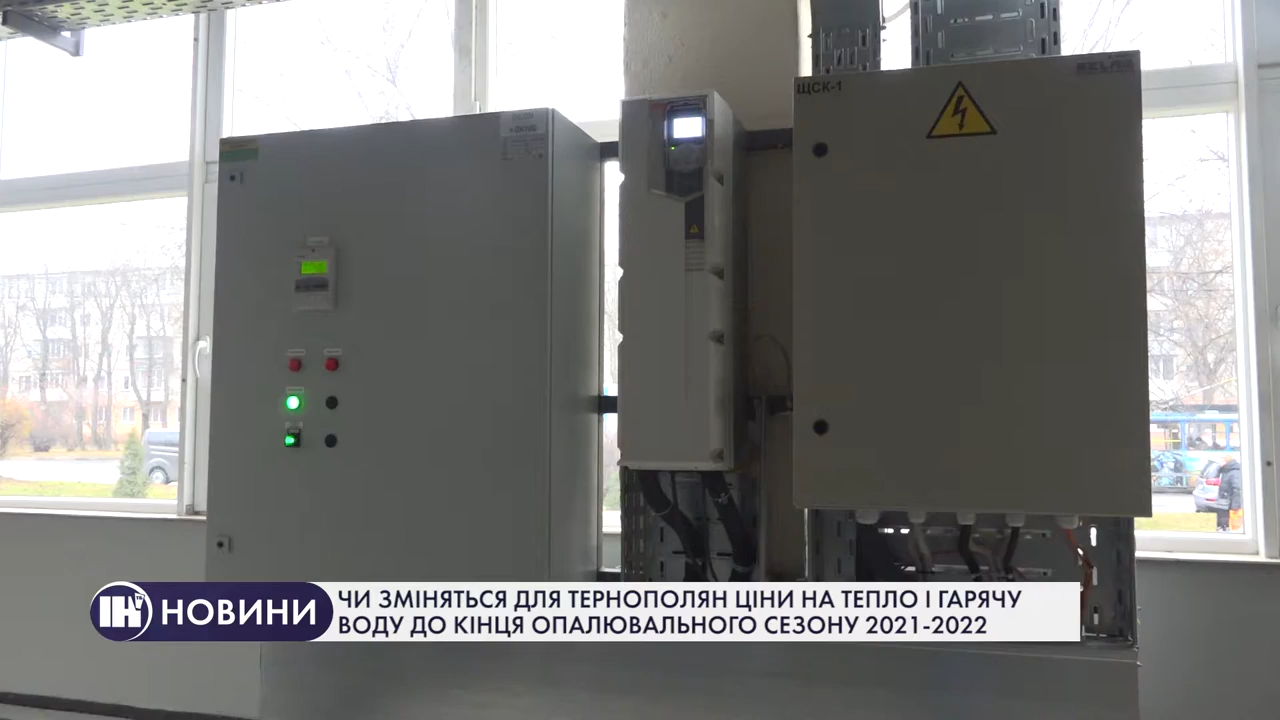 ЩСК-1
ІН
TV
НОВИНИ
ЧИ ЗМІНЯТЬСЯ ДЛЯ ТЕРНОПОЛЯН ЦІНИ НА ТЕПЛО І ГАРЯЧУ
ВОДУ ДО КІНЦЯ ОПАЛЮВАЛЬНОГО СЕЗОНУ 2021-2022